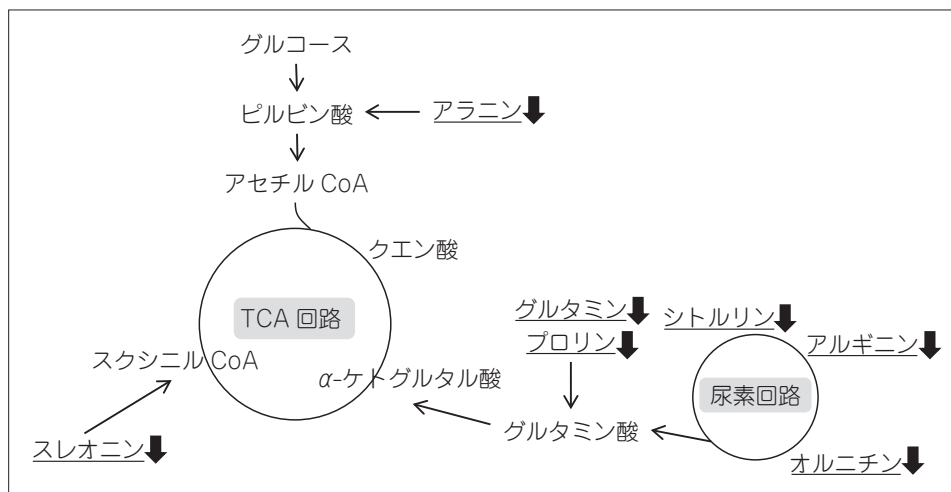 グルコース
ピルビン酸
アラニン
アセチル CoA
クエン酸
TCA 回路
スクシニル CoA
α-ケトグルタル酸
スレオニン
グルタミン
プロリン
グルタミン酸
シトルリン
アルギニン
尿素回路
オルニチン